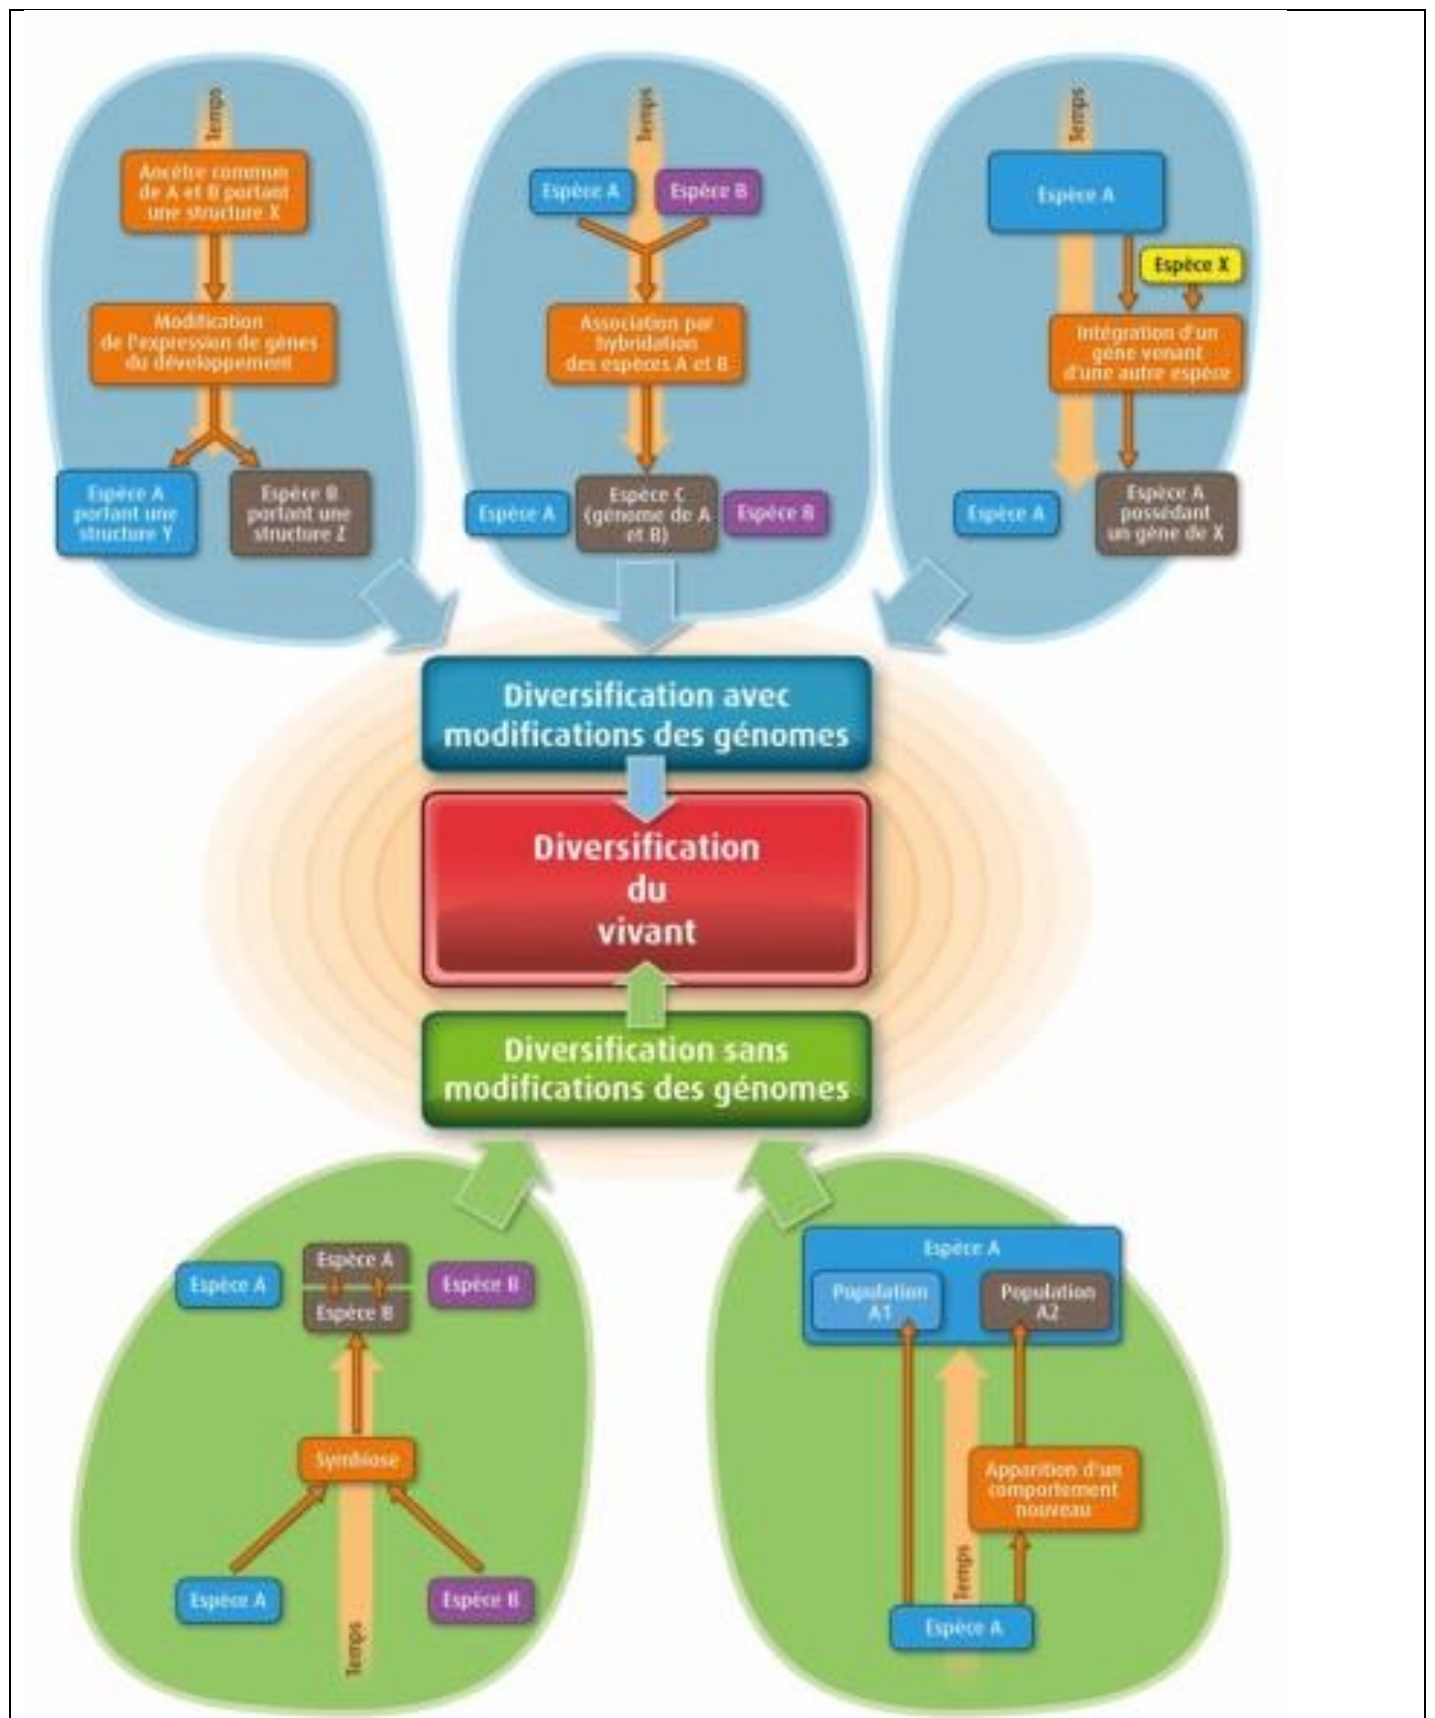 Temps
Ancêtre commun
de A et B portant
une structure X
Modification
de l'expression de gènes
du développement
Espèce A
portant une
structure Y
Espèce B
portant une
structure Z
Temps
Espèce A
Espèce B
Association par
hybridation
des espèces A et B
Espèce A
Espèce C
(génome de A
et B)
Espèce B
Temps
Espèce A
Espèce X
Intégration d'un
gène venant
d'une autre espèce
Espèce A
Espèce A
possédant
un gène de X
Diversification avec
modifications des génomes
Diversification
du
vivant
Diversification sans
modifications des génomes
Espèce A
Espèce A
Espèce B
Espèce B
Symbiose
Espèce A
Espèce B
Temps
Espèce A
Population
A1
Population
A2
Apparition d'un
comportement
nouveau
Temps
Espèce A